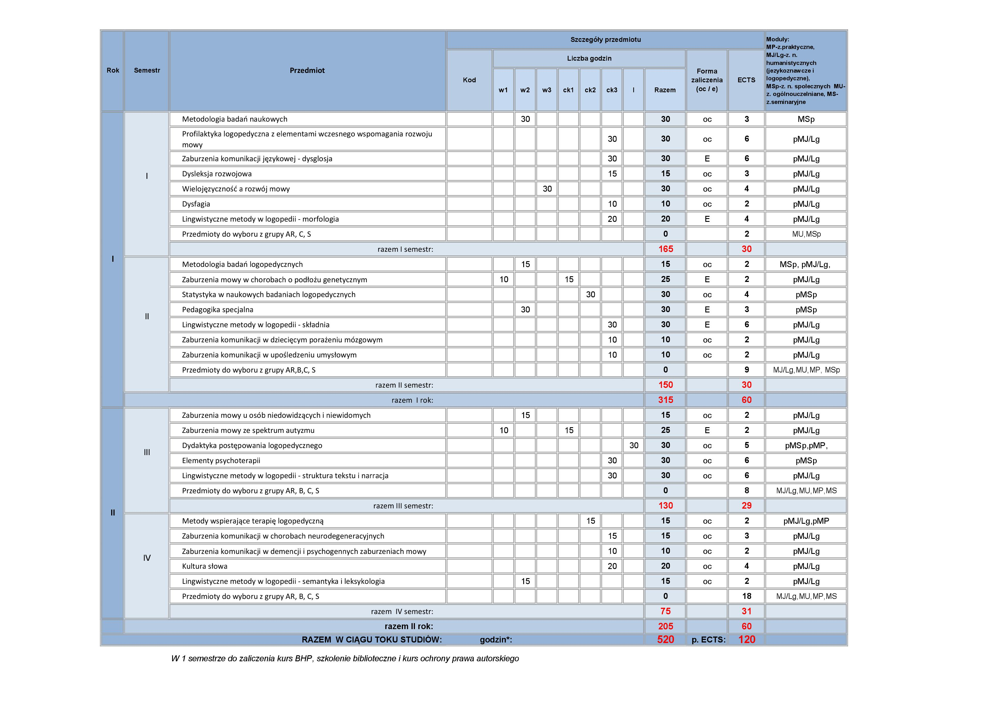 Rok Semestr Przedmiot Szczegóły przedmiotu
Kod Liczba godzin Forma zaliczenia (oc / e) ECTS
w1 w2 w3 ck1 ck2 ck3 l Razem
Moduly:
MP-z.praktyczne,
MJ/Lg-z. n.
humanistycznych
(jezykoznawcze i
logopedyczne),
MSp-z. n. spolecznych MU-
z. ogólnouczelniane, MS-
z.seminaryjne
I
I
Metodologia badań naukowych 30 30 oc 3 MSp
Profilaktyka logopedyczna z elementami wczesnego wspomagania rozwoju
mowy 30 30 oc 6 pMJ/Lg
Zaburzenia komunikacji językowej - dysglosja 30 30 E 6 pMJ/Lg
Dysleksja rozwojowa 15 15 oc 3 pMJ/Lg
Wielojęzyczność a rozwój mowy 30 30 oc 4 pMJ/Lg
Dysfagia 10 10 oc 2 pMJ/Lg
Lingwistyczne metody w logopedii - morfologia 20 20 E 4 pMJ/Lg
Przedmioty do wyboru z grupy AR, C, S 0 2 MU,MSp
razem I semestr: 165 30
II
Metodologia badań logopedycznych 15 15 oc 2 MSp, pMJ/Lg,
Zaburzenia mowy w chorobach o podłożu genetycznym 10 15 25 E 2 pMJ/Lg
Statystyka w naukowych badaniach logopedycznych 30 30 oc 4 pMSp
Pedagogika specjalna 30 30 E 3 pMSp
Lingwistyczne metody w logopedii - składnia 30 30 E 6 pMJ/Lg
Zaburzenia komunikacji w dziecięcym porażeniu mózgowym 10 10 oc 2 pMJ/Lg
Zaburzenia komunikacji w upośledzeniu umysłowym 10 10 oc 2 pMJ/Lg
Przedmioty do wyboru z grupy AR,B,C, S 0 9 MJ/Lg,MU,MP, MSp
razem II semestr: 150 30
razem I rok: 315 60
II
III
Zaburzenia mowy u osób niedowidzących i niewidomych 15 15 oc 2 pMJ/Lg
Zaburzenia mowy ze spektrum autyzmu 10 15 25 E 2 pMJ/Lg
Dydaktyka postępowania logopedycznego 30 30 oc 5 pMSp,pMP,
Elementy psychoterapii 30 30 oc 6 pMSp
Lingwistyczne metody w logopedii - struktura tekstu i narracja 30 30 oc 6 pMJ/Lg
Przedmioty do wyboru z grupy AR, B, C, S 0 8 MJ/Lg,MU,MP,MS
razem III semestr: 130 29
IV
Metody wspierające terapię logopedyczną 15 15 oc 2 pMJ/Lg,pMP
Zaburzenia komunikacji w chorobach neurodegeneracyjnych 15 15 oc 3 pMJ/Lg
Zaburzenia komunikacji w demencji i psychogennych zaburzeniach mowy 10 10 oc 2 pMJ/Lg
Kultura słowa 20 20 oc 4 pMJ/Lg
Lingwistyczne metody w logopedii - semantyka i leksykologia 15 15 oc 2 pMJ/Lg
Przedmioty do wyboru z grupy AR, B, C, S 0 18 MJ/Lg,MU,MP,MS
razem IV semestr: 75 31
razem II rok: 205 60
RAZEM W CIĄGU TOKU STUDIÓW: godzin*: 520 p. ECTS: 120
W 1 semestrze do zaliczenia kurs BHP, szkolenie biblioteczne i kurs ochrony prawa autorskiego